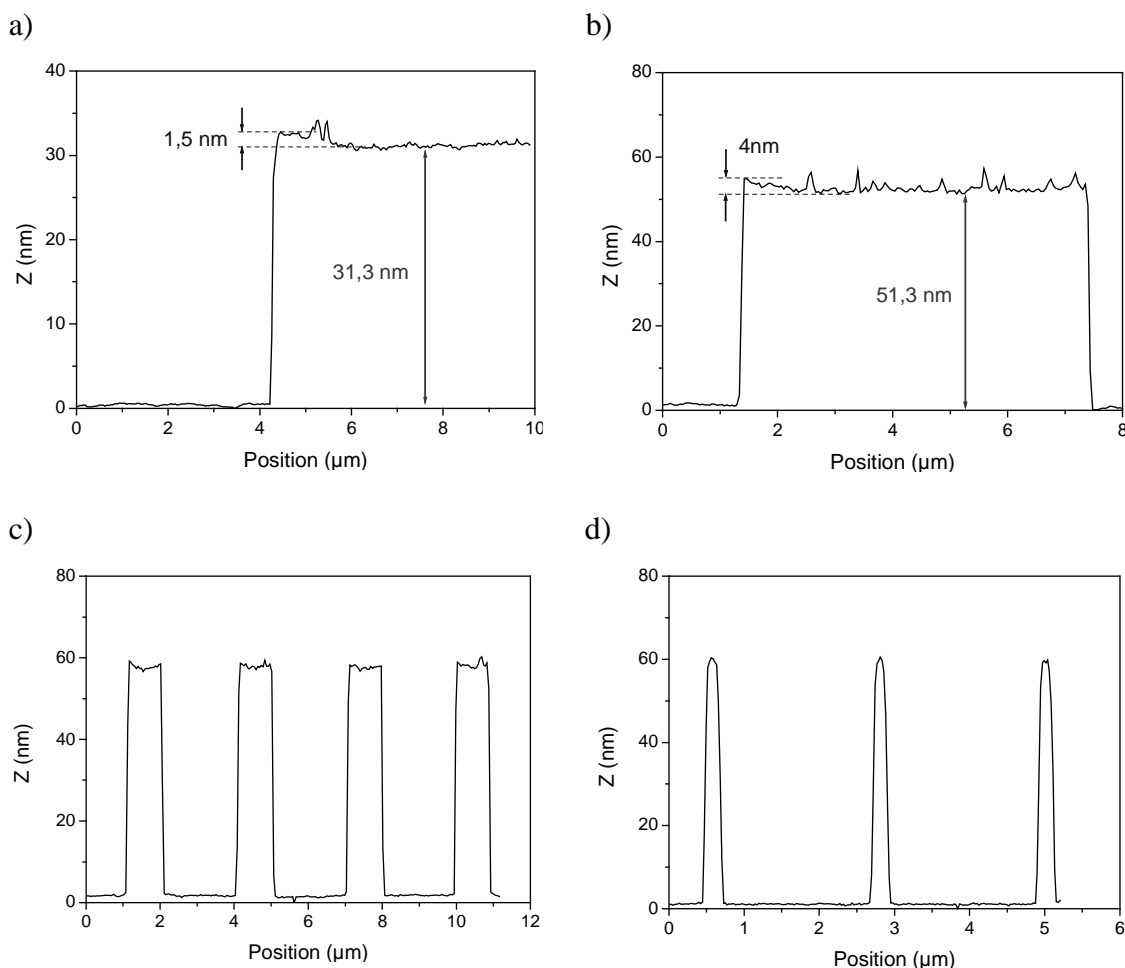 a)
40
30
20
10
0
Z (nm)
1,5 nm
31,3 nm
0 2 4 6 8 10
Position (µm)
b)
80
60
40
20
0
Z (nm)
4nm
51,3 nm
0 2 4 6 8
Position (µm)
c)
80
60
40
20
0
Z (nm)
0 2 4 6 8 10 12
Position (µm)
d)
80
60
40
20
0
Z (nm)
0 1 2 3 4 5 6
Position (µm)